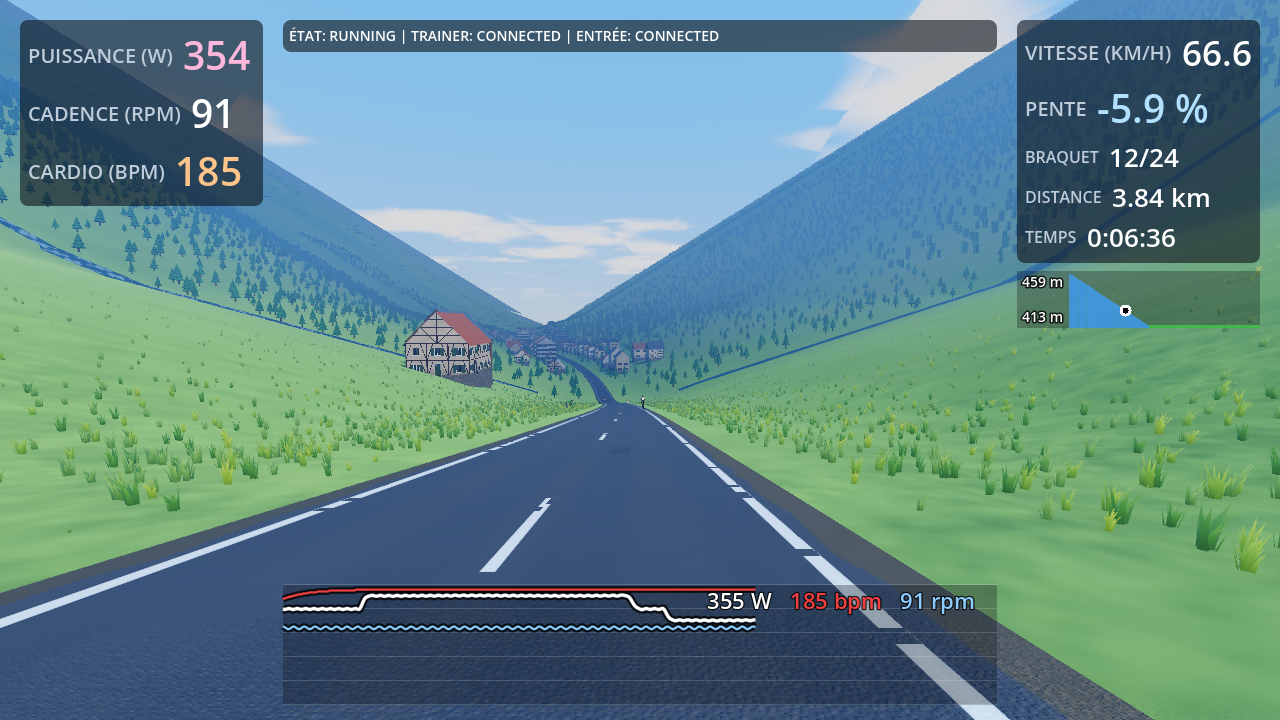 PUISSANCE (W) 354
CADENCE (RPM) 91
CARDIO (BPM) 185
ÉTAT: RUNNING | TRAINER: CONNECTED | ENTRÉE: CONNECTED
VITESSE (KM/H) 66.6
PENTE -5.9 %
BRAQUET 12/24
DISTANCE 3.84 km
TEMPS 0:06:36
459 m
413 m
355 W 185 bpm 91 rpm